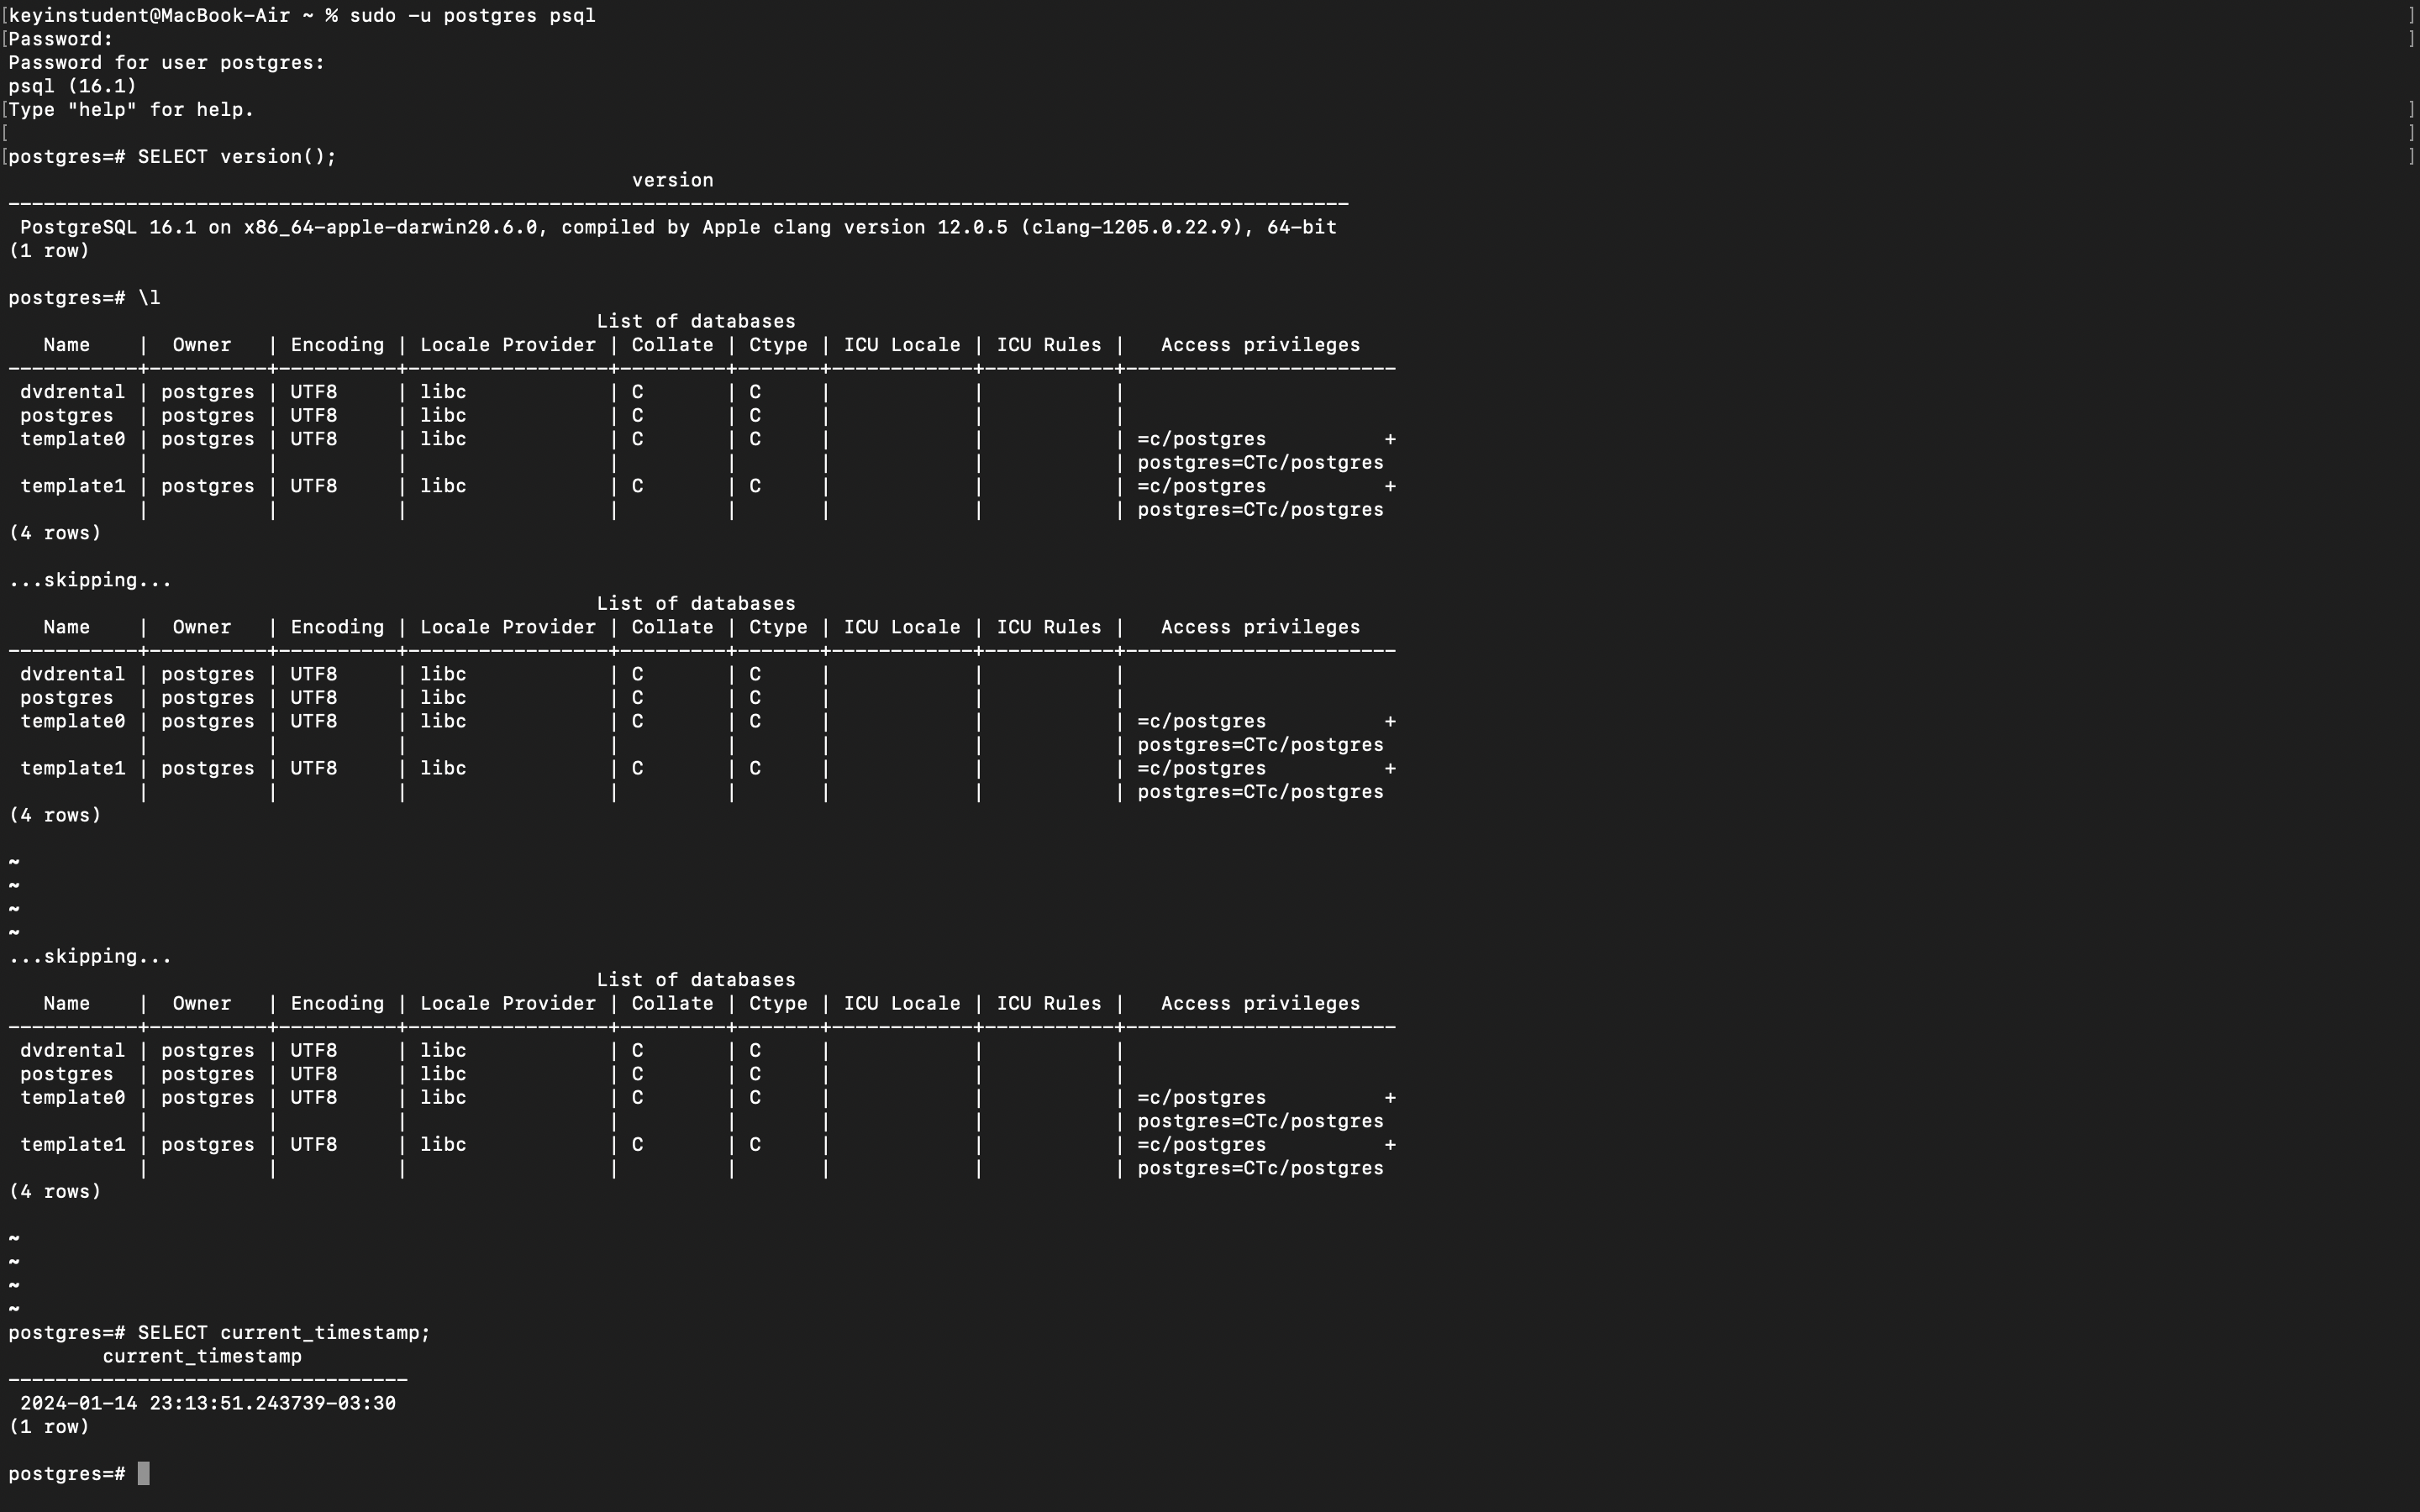 [keyinstudent@MacBook-Air ~ % sudo -u postgres psql ]
[Password: ]
Password for user postgres:
psql (16.1)
[Type "help" for help. ]
[ ]
[postgres=# SELECT version(); ]
version
---------------------------------------------------------------------------------------------------------------
PostgreSQL 16.1 on x86_64-apple-darwin20.6.0, compiled by Apple clang version 12.0.5 (clang-1205.0.22.9), 64-bit
(1 row)
postgres=# \l
List of databases
Name | Owner | Encoding | Locale Provider | Collate | Ctype | ICU Locale | ICU Rules | Access privileges
-----------+----------+----------+-----------------+---------+-------+------------+-----------+-----------------------
dvdrental | postgres | UTF8 | libc | C | C | | |
postgres | postgres | UTF8 | libc | C | C | | |
template0 | postgres | UTF8 | libc | C | C | | | =c/postgres +
| | | | | | | | postgres=CTc/postgres
template1 | postgres | UTF8 | libc | C | C | | | =c/postgres +
| | | | | | | | postgres=CTc/postgres
(4 rows)
...skipping...
List of databases
Name | Owner | Encoding | Locale Provider | Collate | Ctype | ICU Locale | ICU Rules | Access privileges
-----------+----------+----------+-----------------+---------+-------+------------+-----------+-----------------------
dvdrental | postgres | UTF8 | libc | C | C | | |
postgres | postgres | UTF8 | libc | C | C | | |
template0 | postgres | UTF8 | libc | C | C | | | =c/postgres +
| | | | | | | | postgres=CTc/postgres
template1 | postgres | UTF8 | libc | C | C | | | =c/postgres +
| | | | | | | | postgres=CTc/postgres
(4 rows)
~
~
~
~
...skipping...
List of databases
Name | Owner | Encoding | Locale Provider | Collate | Ctype | ICU Locale | ICU Rules | Access privileges
-----------+----------+----------+-----------------+---------+-------+------------+-----------+-----------------------
dvdrental | postgres | UTF8 | libc | C | C | | |
postgres | postgres | UTF8 | libc | C | C | | |
template0 | postgres | UTF8 | libc | C | C | | | =c/postgres +
| | | | | | | | postgres=CTc/postgres
template1 | postgres | UTF8 | libc | C | C | | | =c/postgres +
| | | | | | | | postgres=CTc/postgres
(4 rows)
~
~
~
~
postgres=# SELECT current_timestamp;
current_timestamp
----------------------------------
2024-01-14 23:13:51.243739-03:30
(1 row)
postgres=#